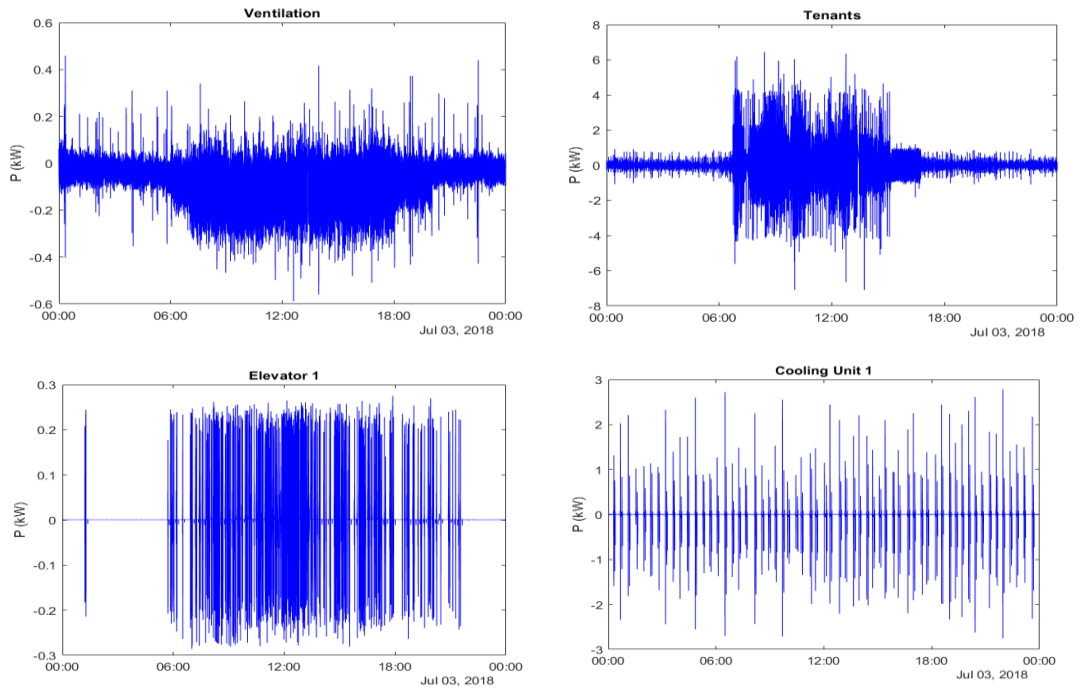 Ventilation
0.6
0.4
0.2
0
-0.2
-0.4
-0.6
P (kW)
00:00 06:00 12:00 18:00 00:00
Jul 03, 2018
Tenants
8
6
4
2
0
-2
-4
-6
-8
P (kW)
00:00 06:00 12:00 18:00 00:00
Jul 03, 2018
Elevator 1
0.3
0.2
0.1
0
-0.1
-0.2
-0.3
P (kW)
00:00 06:00 12:00 18:00 00:00
Jul 03, 2018
Cooling Unit 1
3
2
1
0
-1
-2
-3
P (kW)
00:00 06:00 12:00 18:00 00:00
Jul 03, 2018